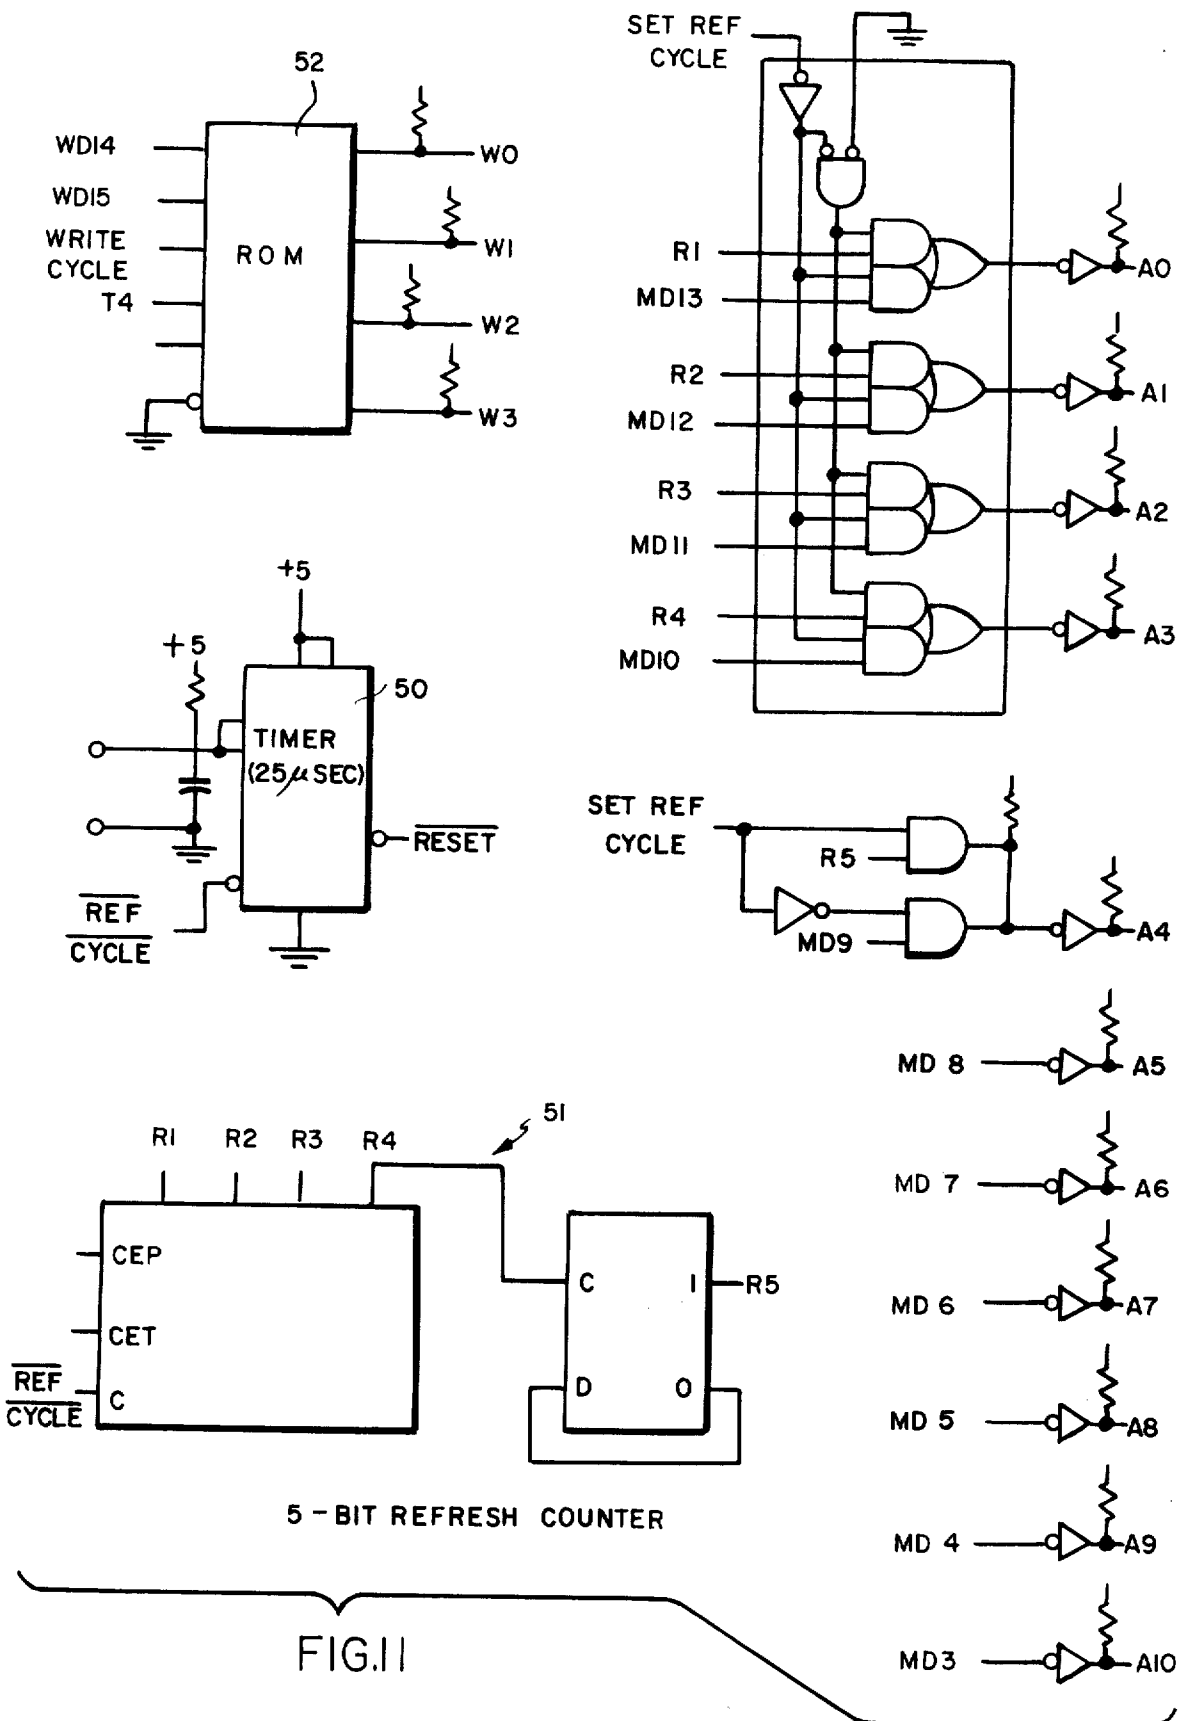 52
WD14
WD15
WRITE
CYCLE
T4
ROM
W0
W1
W2
W3
SET REF
CYCLE
R1
MD13
R2
MD12
R3
MD11
R4
MD10
A0
A1
A2
A3
+5
+5
50
TIMER
(25µSEC)
RESET
REF
CYCLE
SET REF
CYCLE
R5
MD9
A4
MD 8
A5
MD 7
A6
MD 6
A7
MD 5
A8
MD 4
A9
MD3
A10
51
R1 R2 R3 R4
CEP
CET
C
REF
CYCLE
C 1
R5
D 0
5-BIT REFRESH COUNTER
FIG.11